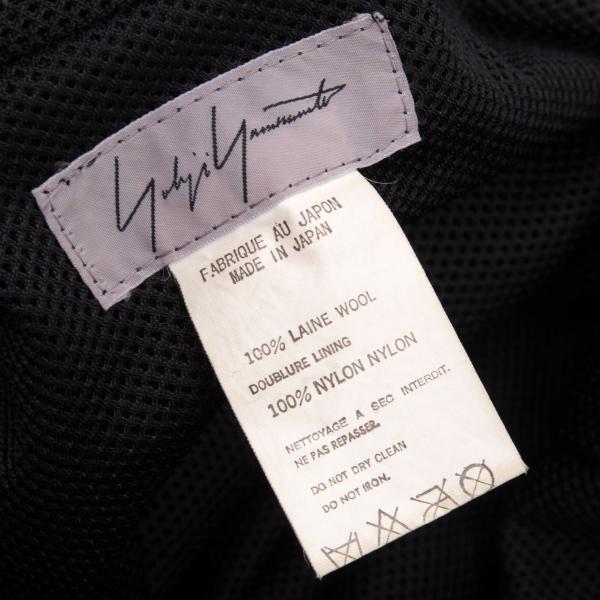 Yohji Yamamoto
FABRIQUE AU JAPON
MADE IN JAPAN
100% LAINE WOOL
DOUBLURE LINING
100% NYLON NYLON
NETTOYAGE A SEC INTERDIT.
NE PAS REPASSER.
DO NOT DRY CLEAN
DO NOT IRON.